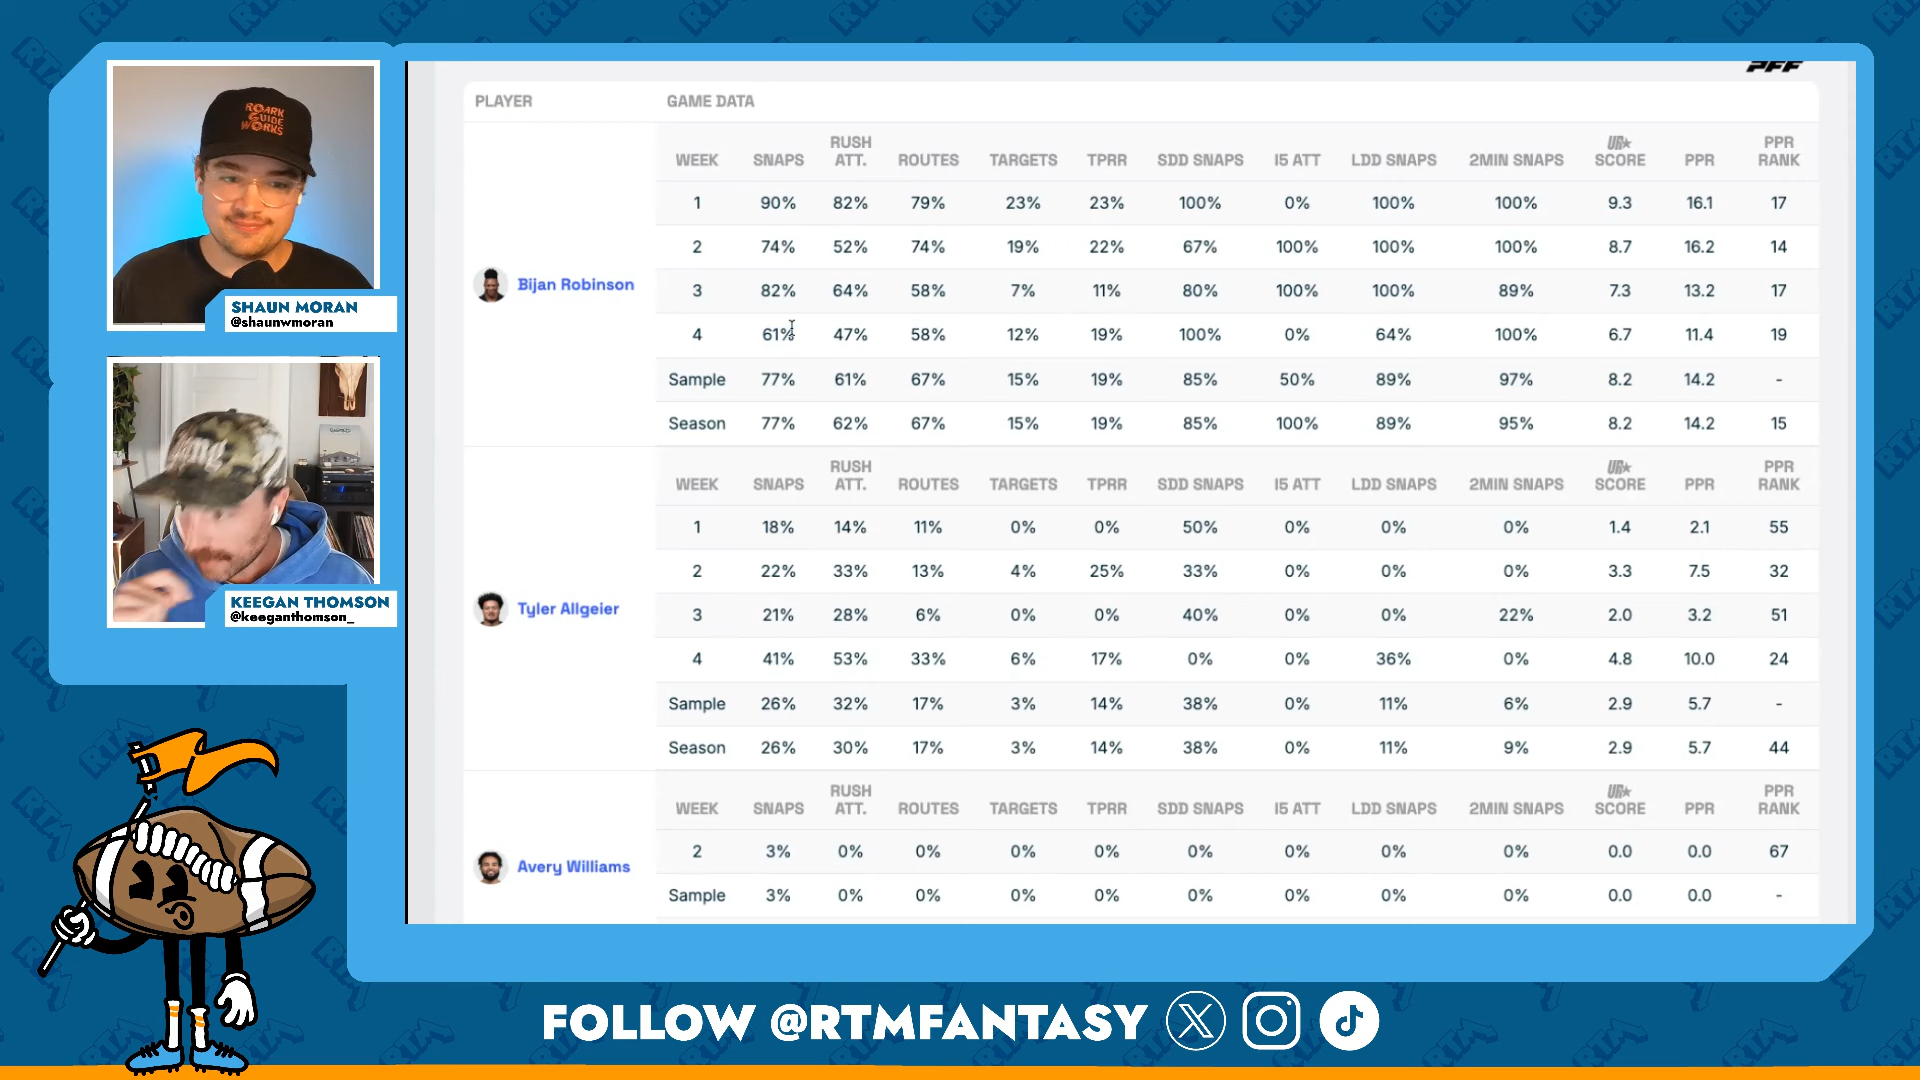 ROARK
GUIDE
WORKS
SHAUN MORAN
@shaunwmoran
KEEGAN THOMSON
@keeganthomson_
PFF
PLAYER GAME DATA
WEEK SNAPS RUSH ATT. ROUTES TARGETS TPRR SDD SNAPS I5 ATT LDD SNAPS 2MIN SNAPS UR★ SCORE PPR PPR RANK
Bijan Robinson
1 90% 82% 79% 23% 23% 100% 0% 100% 100% 9.3 16.1 17
2 74% 52% 74% 19% 22% 67% 100% 100% 100% 8.7 16.2 14
3 82% 64% 58% 7% 11% 80% 100% 100% 89% 7.3 13.2 17
4 61% 47% 58% 12% 19% 100% 0% 64% 100% 6.7 11.4 19
Sample 77% 61% 67% 15% 19% 85% 50% 89% 97% 8.2 14.2 -
Season 77% 62% 67% 15% 19% 85% 100% 89% 95% 8.2 14.2 15
WEEK SNAPS RUSH ATT. ROUTES TARGETS TPRR SDD SNAPS I5 ATT LDD SNAPS 2MIN SNAPS UR★ SCORE PPR PPR RANK
Tyler Allgeier
1 18% 14% 11% 0% 0% 50% 0% 0% 0% 1.4 2.1 55
2 22% 33% 13% 4% 25% 33% 0% 0% 0% 3.3 7.5 32
3 21% 28% 6% 0% 0% 40% 0% 0% 22% 2.0 3.2 51
4 41% 53% 33% 6% 17% 0% 0% 36% 0% 4.8 10.0 24
Sample 26% 32% 17% 3% 14% 38% 0% 11% 6% 2.9 5.7 -
Season 26% 30% 17% 3% 14% 38% 0% 11% 9% 2.9 5.7 44
WEEK SNAPS RUSH ATT. ROUTES TARGETS TPRR SDD SNAPS I5 ATT LDD SNAPS 2MIN SNAPS UR★ SCORE PPR PPR RANK
Avery Williams
2 3% 0% 0% 0% 0% 0% 0% 0% 0% 0.0 0.0 67
Sample 3% 0% 0% 0% 0% 0% 0% 0% 0% 0.0 0.0 -
FOLLOW @RTMFANTASY